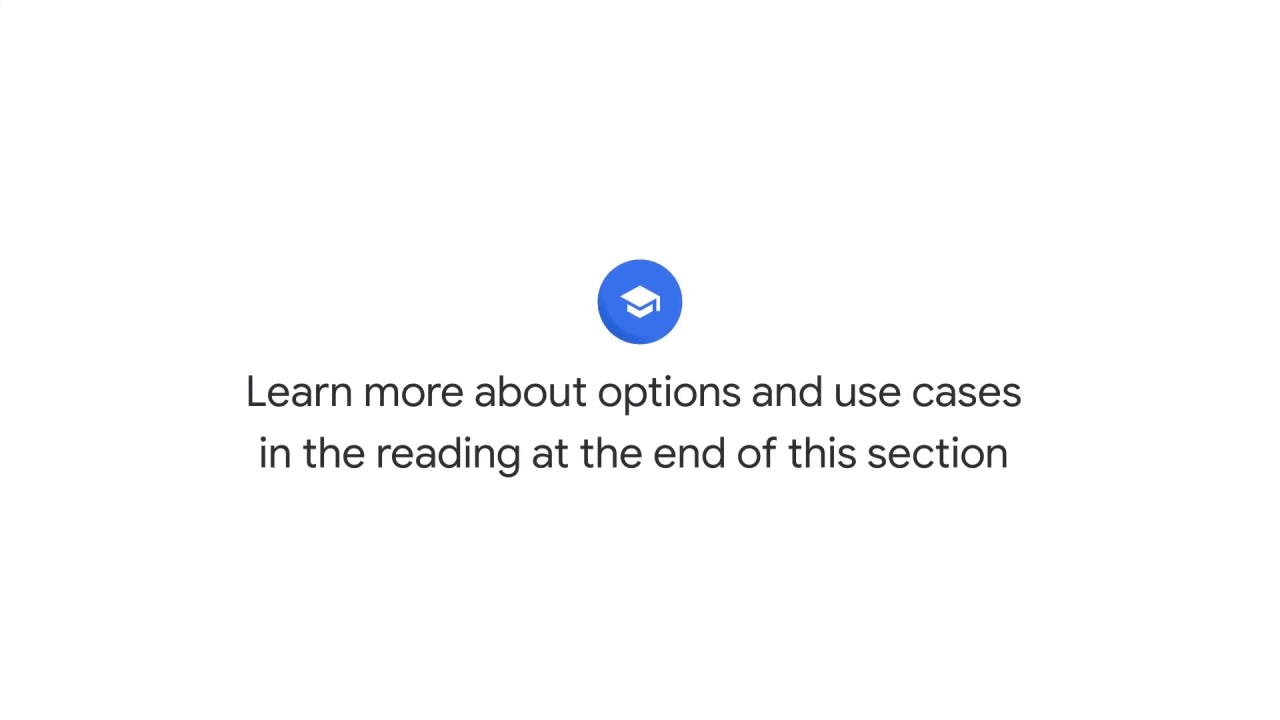 Learn more about options and use cases
in the reading at the end of this section